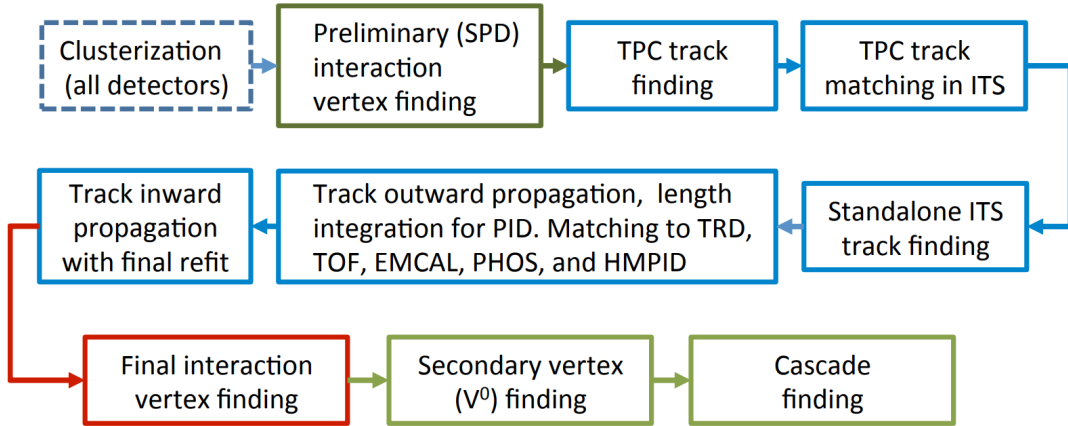 Clusterization
(all detectors)
Preliminary (SPD)
interaction
vertex finding
TPC track
finding
TPC track
matching in ITS
Track inward
propagation
with final refit
Track outward propagation, length
integration for PID. Matching to TRD,
TOF, EMCAL, PHOS, and HMPID
Standalone ITS
track finding
Final interaction
vertex finding
Secondary vertex
(V⁰) finding
Cascade
finding